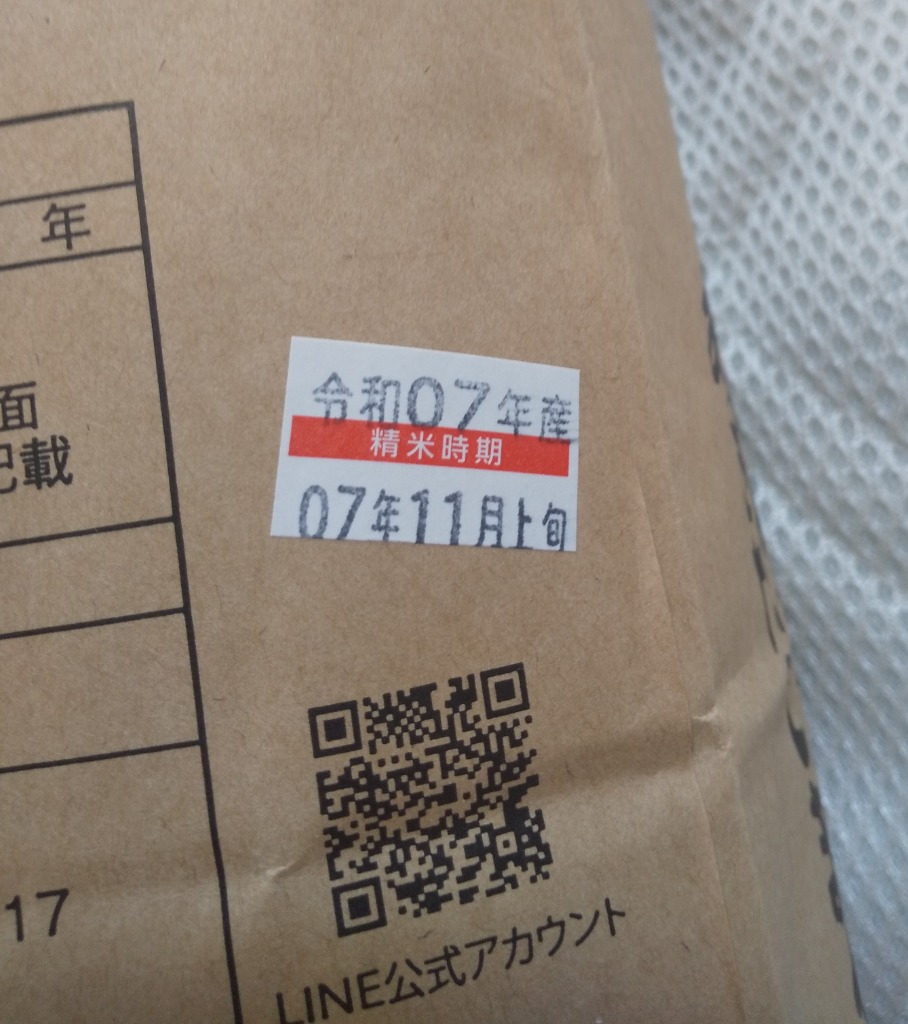 年
面
記載
令和07年産
精米時期
07年11月上旬
17
LINE公式アカウント